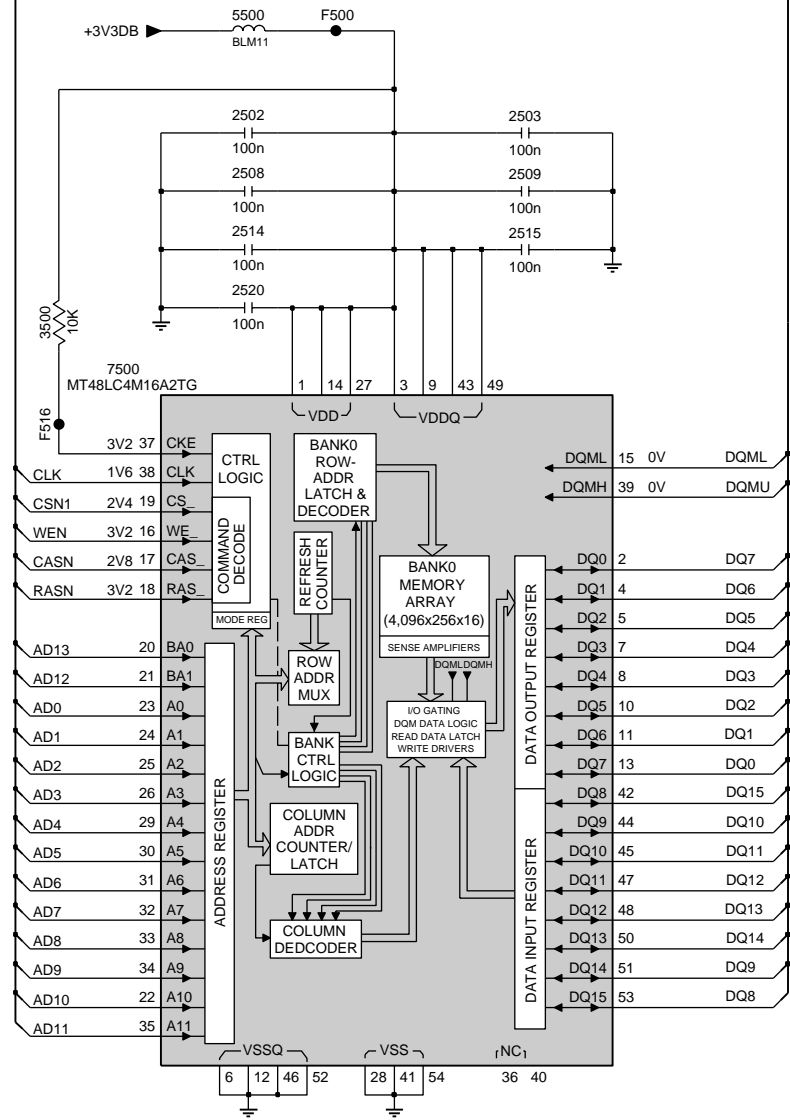 5500
F500
+3V3DB
BLM11
2502
2503
100n
100n
2508
2509
100n
100n
2514
2515
100n
100n
2520
100n
3500
10K
F516
7500
MT48LC4M16A2TG
1 14 27 3 9 43 49
VDD
VDDQ
3V2 37 CKE
CLK 1V6 38 CLK
CSN1 2V4 19 CS_
WEN 3V2 16 WE_
CASN 2V8 17 CAS_
RASN 3V2 18 RAS_
CTRL
LOGIC
COMMAND
DECODE
MODE REG
BANK0
ROW-
ADDR
LATCH &
DECODER
REFRESH
COUNTER
BANK0
MEMORY
ARRAY
(4,096x256x16)
SENSE AMPLIFIERS
DQML DQMH
ROW
ADDR
MUX
I/O GATING
DQM DATA LOGIC
READ DATA LATCH
WRITE DRIVERS
BANK
CTRL
LOGIC
COLUMN
ADDR
COUNTER/
LATCH
COLUMN
DEDCODER
AD13 20 BA0
AD12 21 BA1
AD0 23 A0
AD1 24 A1
AD2 25 A2
AD3 26 A3
AD4 29 A4
AD5 30 A5
AD6 31 A6
AD7 32 A7
AD8 33 A8
AD9 34 A9
AD10 22 A10
AD11 35 A11
ADDRESS REGISTER
DATA OUTPUT REGISTER
DATA INPUT REGISTER
DQML 15 0V DQML
DQMH 39 0V DQMU
DQ0 2 DQ7
DQ1 4 DQ6
DQ2 5 DQ5
DQ3 7 DQ4
DQ4 8 DQ3
DQ5 10 DQ2
DQ6 11 DQ1
DQ7 13 DQ0
DQ8 42 DQ15
DQ9 44 DQ10
DQ10 45 DQ11
DQ11 47 DQ12
DQ12 48 DQ13
DQ13 50 DQ14
DQ14 51 DQ9
DQ15 53 DQ8
VSSQ
VSS
NC
6 12 46 52 28 41 54 36 40